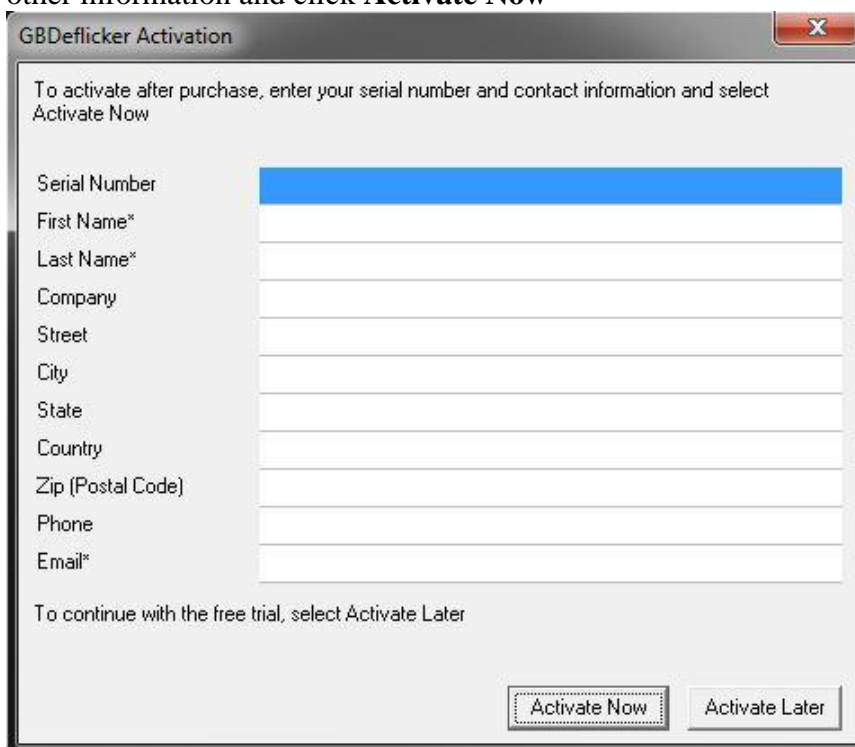 other information and click Activate Now
GBDeflicker Activation
To activate after purchase, enter your serial number and contact information and select
Activate Now
Serial Number
First Name*
Last Name*
Company
Street
City
State
Country
Zip (Postal Code)
Phone
Email*
To continue with the free trial, select Activate Later
Activate Now Activate Later